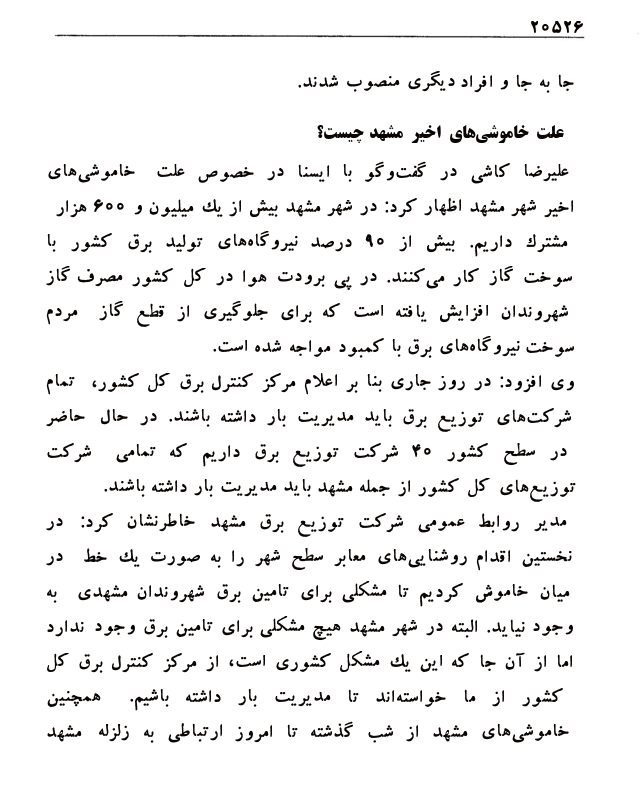 ۲۰۵۲۶
جا به جا و افراد دیگری منصوب شدند.
علت خاموشی‌های اخیر مشهد چیست؟
علیرضا کاشی در گفت‌وگو با ایسنا در خصوص علت خاموشی‌های
اخیر شهر مشهد اظهار کرد: در شهر مشهد بیش از یك میلیون و ۶۰۰ هزار
مشترك داریم. بیش از ۹۰ درصد نیروگاه‌های تولید برق کشور با
سوخت گاز کار می‌کنند. در پی برودت هوا در کل کشور مصرف گاز
شهروندان افزایش یافته است که برای جلوگیری از قطع گاز مردم
سوخت نیروگاه‌های برق با کمبود مواجه شده است.
وی افزود: در روز جاری بنا بر اعلام مرکز کنترل برق کل کشور، تمام
شرکت‌های توزیع برق باید مدیریت بار داشته باشند. در حال حاضر
در سطح کشور ۴۰ شرکت توزیع برق داریم که تمامی شرکت
توزیع‌های کل کشور از جمله مشهد باید مدیریت بار داشته باشند.
مدیر روابط عمومی شرکت توزیع برق مشهد خاطرنشان کرد: در
نخستین اقدام روشنایی‌های معابر سطح شهر را به صورت یك خط در
میان خاموش کردیم تا مشکلی برای تامین برق شهروندان مشهدی به
وجود نیاید. البته در شهر مشهد هیچ مشکلی برای تامین برق وجود ندارد
اما از آن جا که این یك مشکل کشوری است، از مرکز کنترل برق کل
کشور از ما خواسته‌اند تا مدیریت بار داشته باشیم. همچنین
خاموشی‌های مشهد از شب گذشته تا امروز ارتباطی به زلزله مشهد